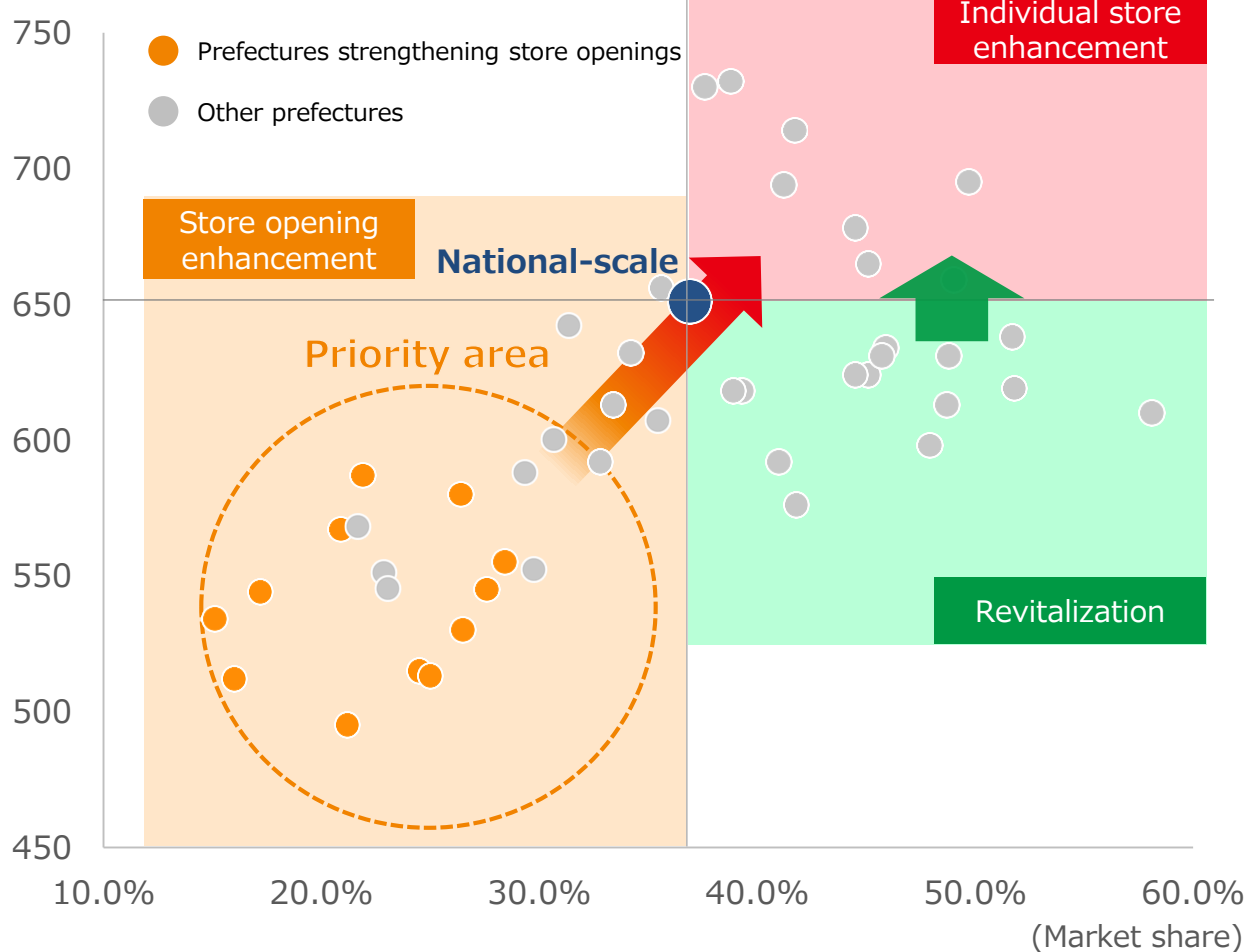 750
700
650
600
550
500
450
Prefectures strengthening store openings
Other prefectures
Individual store
enhancement
Store opening
enhancement
National-scale
Priority area
Revitalization
10.0%
20.0%
30.0%
40.0%
50.0%
60.0%
(Market share)